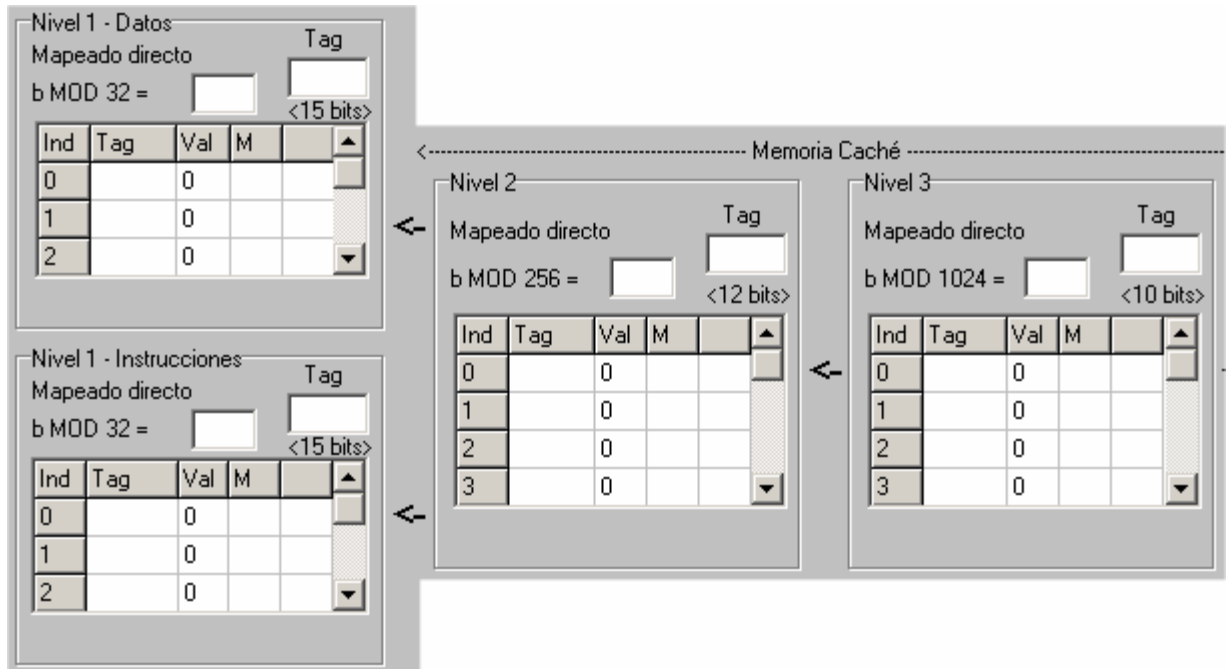 Nivel 1 - Datos
Mapeado directo
Tag
b MOD 32 =
<15 bits>
Ind Tag Val M
0 0
1 0
2 0
Nivel 1 - Instrucciones
Mapeado directo
Tag
b MOD 32 =
<15 bits>
Ind Tag Val M
0 0
1 0
2 0
Memoria Caché
Nivel 2
Mapeado directo
Tag
b MOD 256 =
<12 bits>
Ind Tag Val M
0 0
1 0
2 0
3 0
Nivel 3
Mapeado directo
Tag
b MOD 1024 =
<10 bits>
Ind Tag Val M
0 0
1 0
2 0
3 0